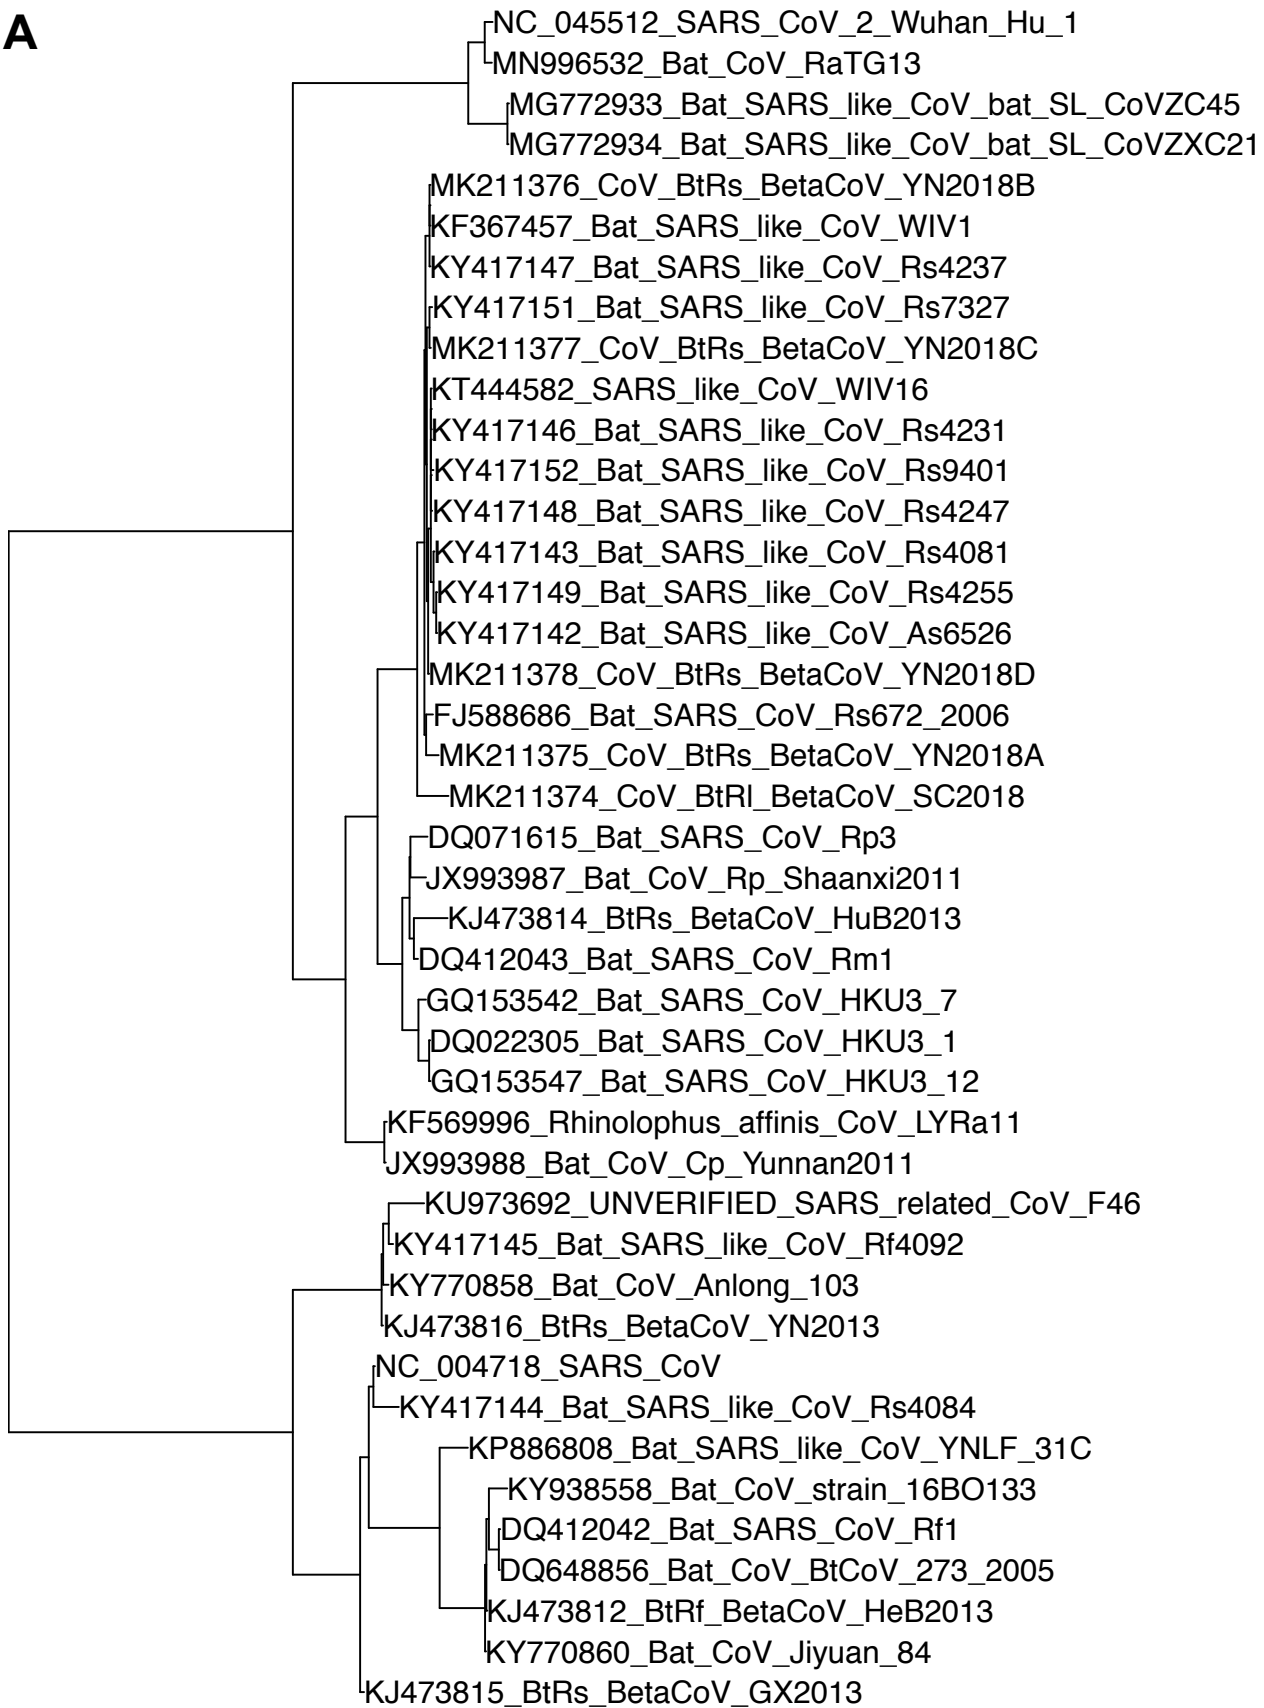 A
NC_045512_SARS_CoV_2_Wuhan_Hu_1
MN996532_Bat_CoV_RaTG13
MG772933_Bat_SARS_like_CoV_bat_SL_CoVZC45
MG772934_Bat_SARS_like_CoV_bat_SL_CoVZXC21
MK211376_CoV_BtRs_BetaCoV_YN2018B
KF367457_Bat_SARS_like_CoV_WIV1
KY417147_Bat_SARS_like_CoV_Rs4237
KY417151_Bat_SARS_like_CoV_Rs7327
MK211377_CoV_BtRs_BetaCoV_YN2018C
KT444582_SARS_like_CoV_WIV16
KY417146_Bat_SARS_like_CoV_Rs4231
KY417152_Bat_SARS_like_CoV_Rs9401
KY417148_Bat_SARS_like_CoV_Rs4247
KY417143_Bat_SARS_like_CoV_Rs4081
KY417149_Bat_SARS_like_CoV_Rs4255
KY417142_Bat_SARS_like_CoV_As6526
MK211378_CoV_BtRs_BetaCoV_YN2018D
FJ588686_Bat_SARS_CoV_Rs672_2006
MK211375_CoV_BtRs_BetaCoV_YN2018A
MK211374_CoV_BtRl_BetaCoV_SC2018
DQ071615_Bat_SARS_CoV_Rp3
JX993987_Bat_CoV_Rp_Shaanxi2011
KJ473814_BtRs_BetaCoV_HuB2013
DQ412043_Bat_SARS_CoV_Rm1
GQ153542_Bat_SARS_CoV_HKU3_7
DQ022305_Bat_SARS_CoV_HKU3_1
GQ153547_Bat_SARS_CoV_HKU3_12
KF569996_Rhinolophus_affinis_CoV_LYRa11
JX993988_Bat_CoV_Cp_Yunnan2011
KU973692_UNVERIFIED_SARS_related_CoV_F46
KY417145_Bat_SARS_like_CoV_Rf4092
KY770858_Bat_CoV_Anlong_103
KJ473816_BtRs_BetaCoV_YN2013
NC_004718_SARS_CoV
KY417144_Bat_SARS_like_CoV_Rs4084
KP886808_Bat_SARS_like_CoV_YNLF_31C
KY938558_Bat_CoV_strain_16BO133
DQ412042_Bat_SARS_CoV_Rf1
DQ648856_Bat_CoV_BtCoV_273_2005
KJ473812_BtRf_BetaCoV_HeB2013
KY770860_Bat_CoV_Jiyuan_84
KJ473815_BtRs_BetaCoV_GX2013